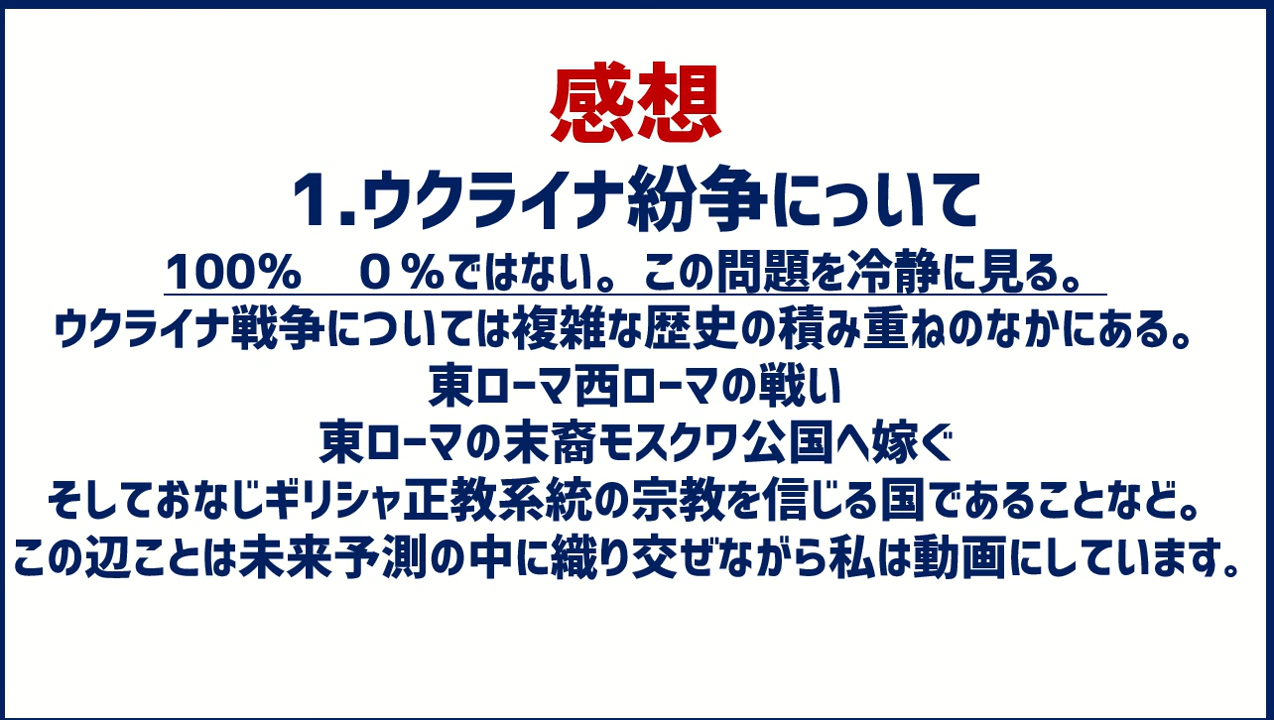 感想
1.ウクライナ紛争について
100%　０％ではない。この問題を冷静に見る。
ウクライナ戦争については複雑な歴史の積み重ねのなかにある。
東ローマ西ローマの戦い
東ローマの末裔モスクワ公国へ嫁ぐ
そしておなじギリシャ正教系統の宗教を信じる国であることなど。
この辺ことは未来予測の中に織り交ぜながら私は動画にしています。